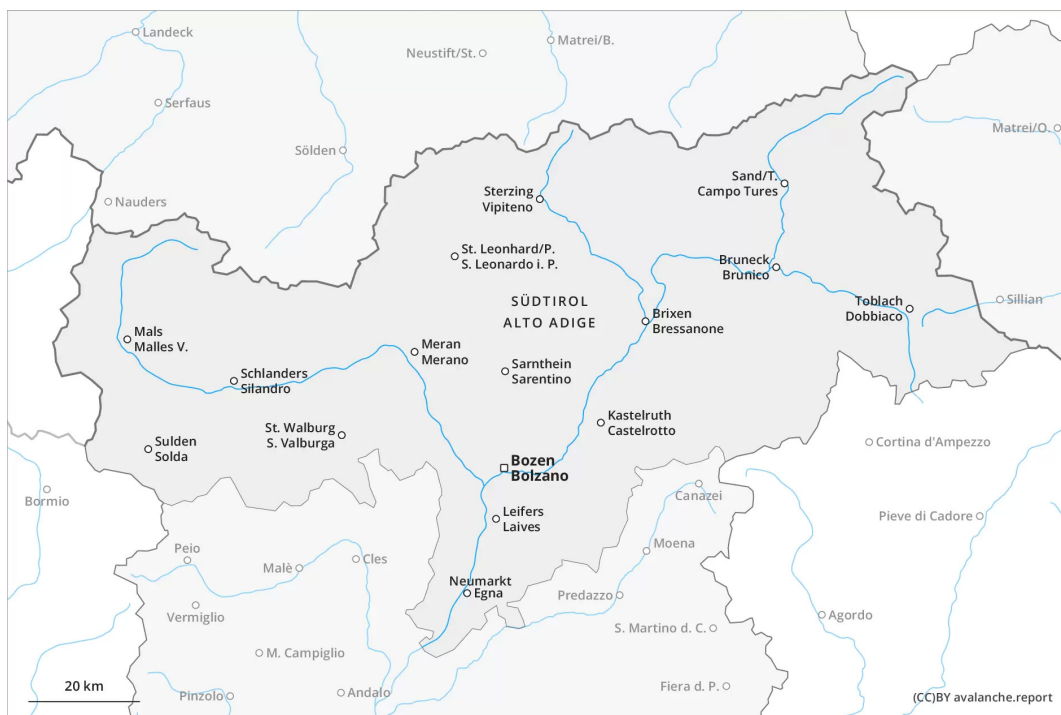 Landeck
Matrei/B.
Neustift/St.
Serfaus
Matrei/O.
Sölden
Sand/T.
Campo Tures
Sterzing
Vipiteno
Nauders
St. Leonhard/P.
S. Leonardo i. P.
Bruneck
Brunico
SÜDTIROL
ALTO ADIGE
Toblach
Dobbiaco
Sillian
Brixen
Bressanone
Mals
Malles V.
Meran
Merano
Sarnthein
Sarentino
Schlanders
Silandro
Kastelruth
Castelrotto
St. Walburg
S. Valburga
Sulden
Solda
Cortina d'Ampezzo
Bozen
Bolzano
Bormio
Canazei
Leifers
Laives
Pieve di Cadore
Peio
Moena
Cles
Malè
Neumarkt
Egna
Predazzo
Vermiglio
Agordo
S. Martino d. C.
M. Campiglio
20 km
Pinzolo
Andalo
Fiera d. P.
(CC)BY avalanche.report